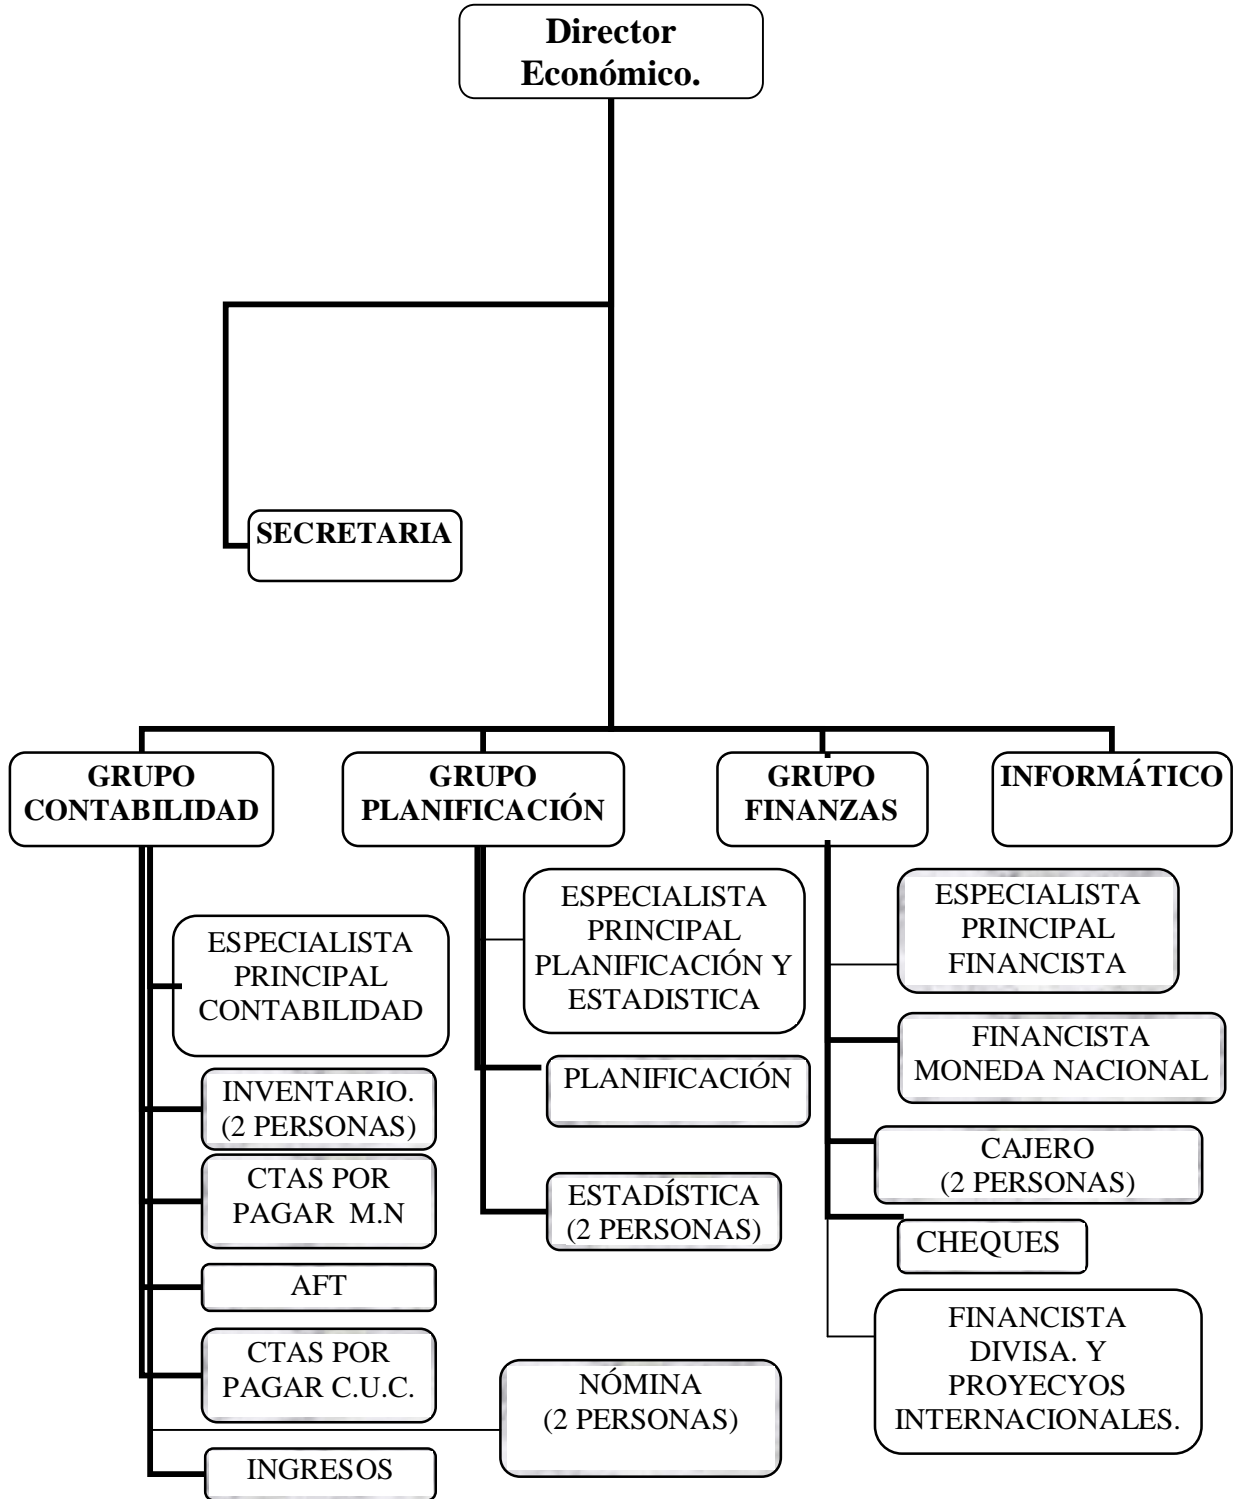 Director
Económico.
SECRETARIA
GRUPO
CONTABILIDAD
GRUPO
PLANIFICACIÓN
GRUPO
FINANZAS
INFORMÁTICO
ESPECIALISTA
PRINCIPAL
CONTABILIDAD
INVENTARIO.
(2 PERSONAS)
CTAS POR
PAGAR M.N
AFT
CTAS POR
PAGAR C.U.C.
NÓMINA
(2 PERSONAS)
INGRESOS
ESPECIALISTA
PRINCIPAL
PLANIFICACIÓN Y
ESTADISTICA
PLANIFICACIÓN
ESTADÍSTICA
(2 PERSONAS)
ESPECIALISTA
PRINCIPAL
FINANCISTA
FINANCISTA
MONEDA NACIONAL
CAJERO
(2 PERSONAS)
CHEQUES
FINANCISTA
DIVISA. Y
PROYECYOS
INTERNACIONALES.